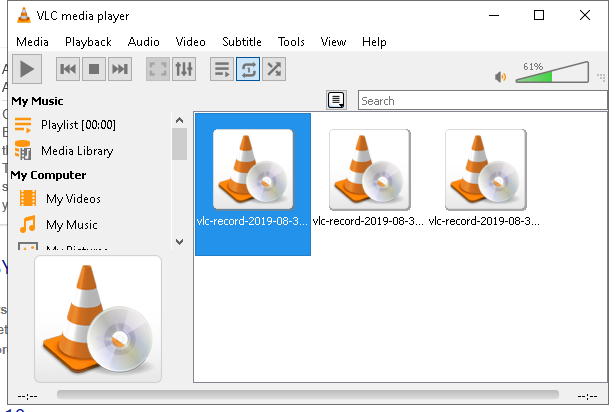 VLC media player
Media Playback Audio Video Subtitle Tools View Help
61%
My Music
Search
Playlist [00:00]
Media Library
My Computer
My Videos
My Music
My Pictures
vlc-record-2019-08-3... vlc-record-2019-08-3... vlc-record-2019-08-3...
--:-- --:--